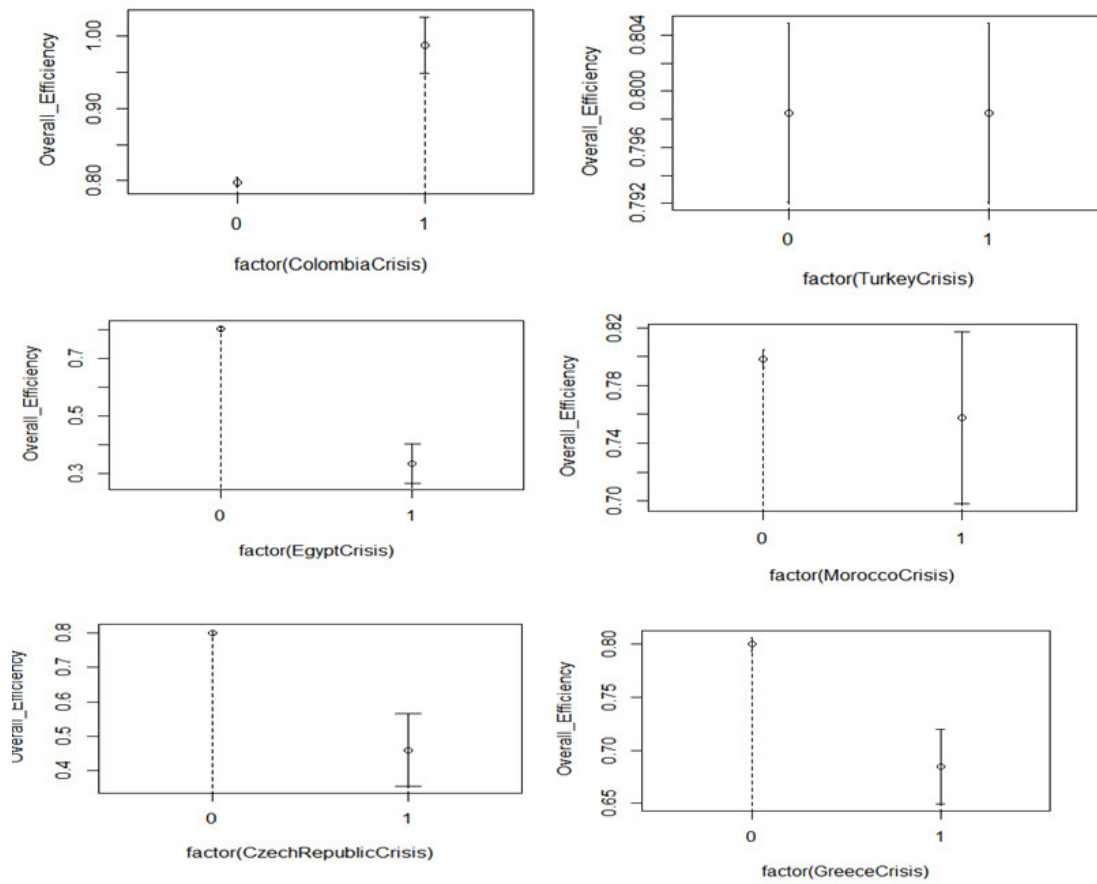 Overall_Efficiency
1.00
0.90
0.80
0 1
factor(ColombiaCrisis)
Overall_Efficiency
0.804
0.800
0.796
0.792
0 1
factor(TurkeyCrisis)
Overall_Efficiency
0.7
0.5
0.3
0 1
factor(EgyptCrisis)
Overall_Efficiency
0.82
0.78
0.74
0.70
0 1
factor(MoroccoCrisis)
Overall_Efficiency
0.8
0.7
0.6
0.5
0.4
0 1
factor(CzechRepublicCrisis)
Overall_Efficiency
0.80
0.75
0.70
0.65
0 1
factor(GreeceCrisis)